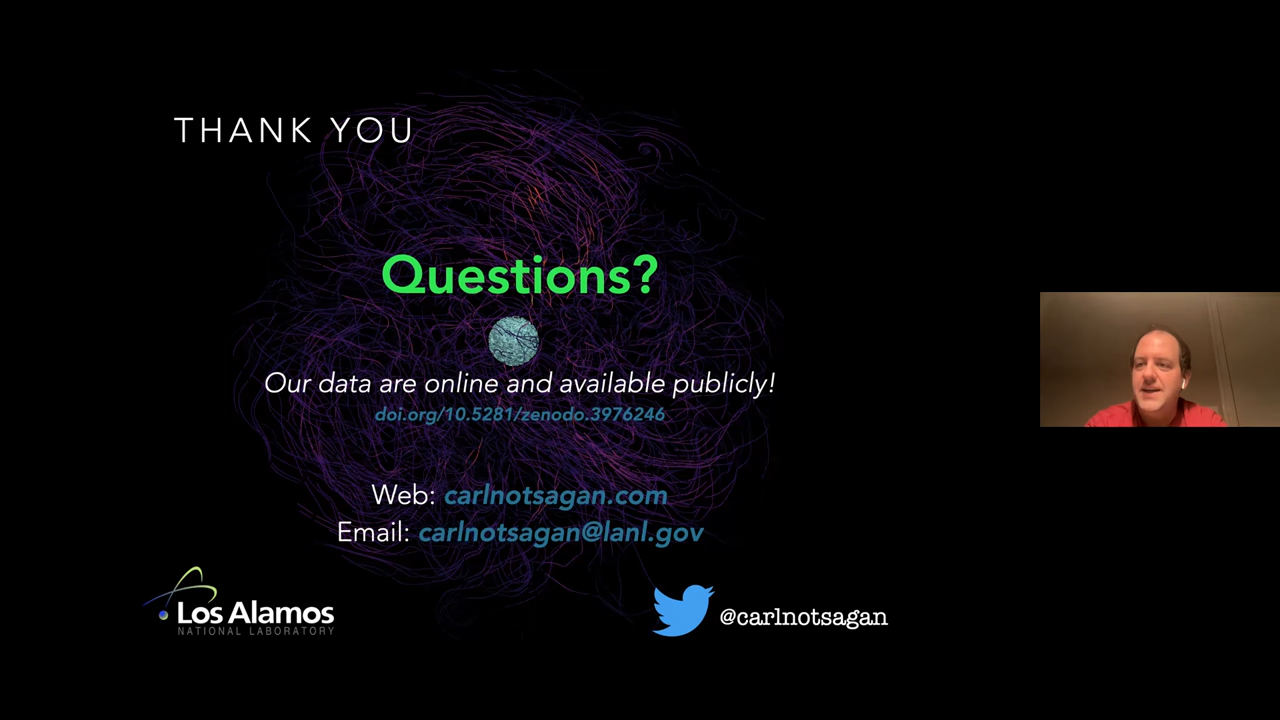 THANK YOU
Questions?
Our data are online and available publicly!
doi.org/10.5281/zenodo.3976246
Web: carlnotsagan.com
Email: carlnotsagan@lanl.gov
Los Alamos
NATIONAL LABORATORY
@carlnotsagan